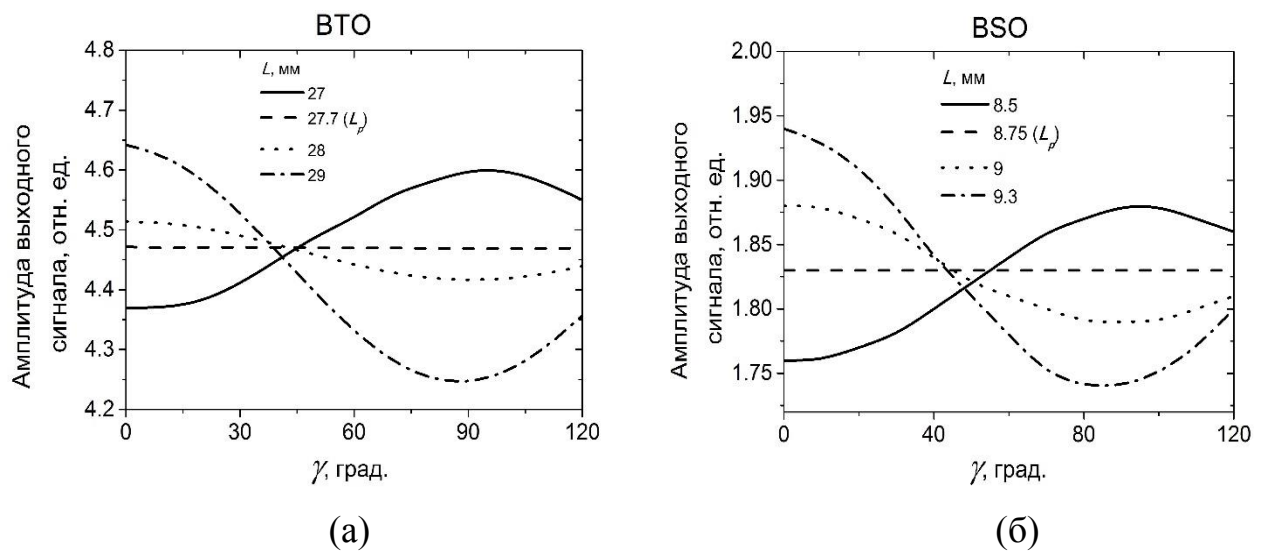 BTO
4.8
4.7
4.6
4.5
4.4
4.3
4.2
0
30
60
90
120
L, мм
27
27.7 (Lp)
28
29
Амплитуда выходного
сигнала, отн. ед.
γ, град.
(а)
BSO
2.00
1.95
1.90
1.85
1.80
1.75
0
40
80
120
L, мм
8.5
8.75 (Lp)
9
9.3
Амплитуда выходного
сигнала, отн. ед.
γ, град.
(б)